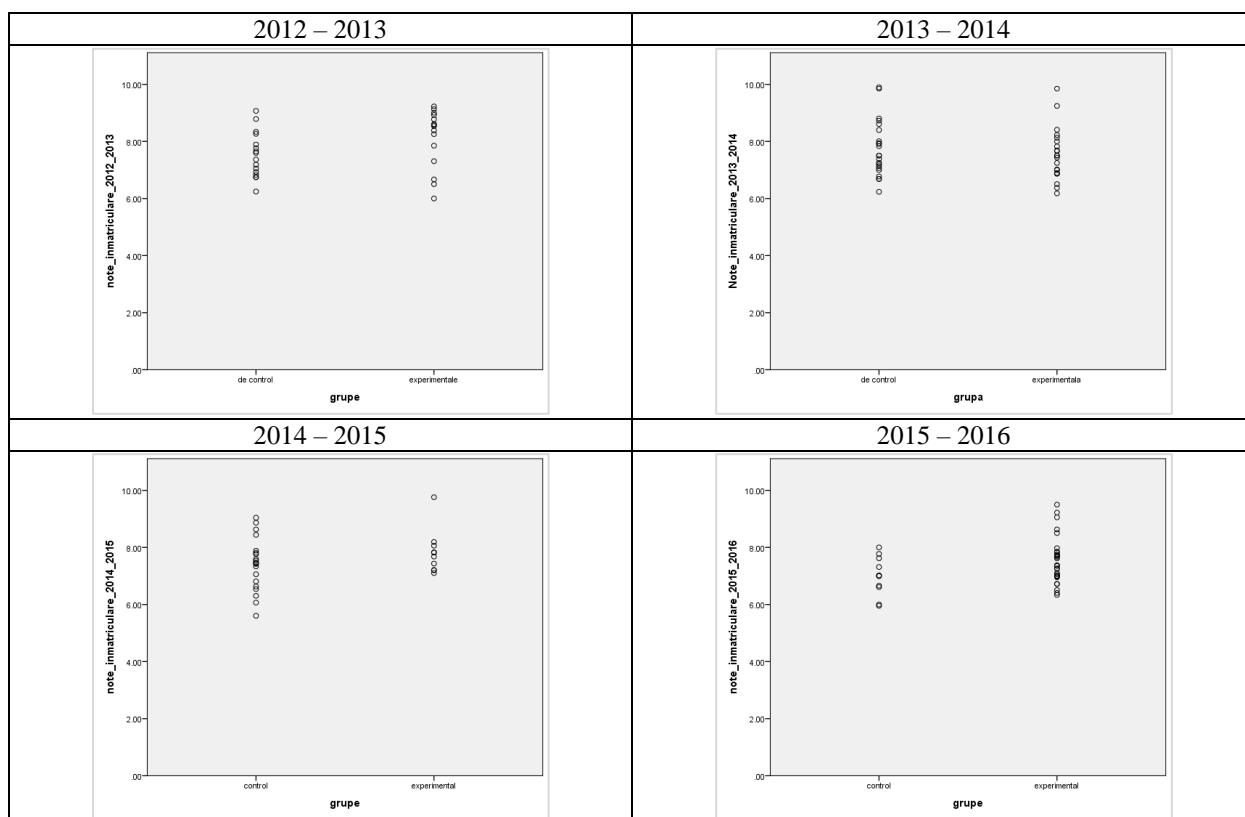 2012 – 2013
2013 – 2014
note_inmatriculare_2012_2013
10.00
8.00
6.00
4.00
2.00
.00
de control
experimentale
grupe
Note_inmatriculare_2013_2014
10.00
8.00
6.00
4.00
2.00
.00
de control
experimentala
grupa
2014 – 2015
2015 – 2016
note_inmatriculare_2014_2015
10.00
8.00
6.00
4.00
2.00
.00
control
experimental
grupe
note_inmatriculare_2015_2016
10.00
8.00
6.00
4.00
2.00
.00
control
experimental
grupe